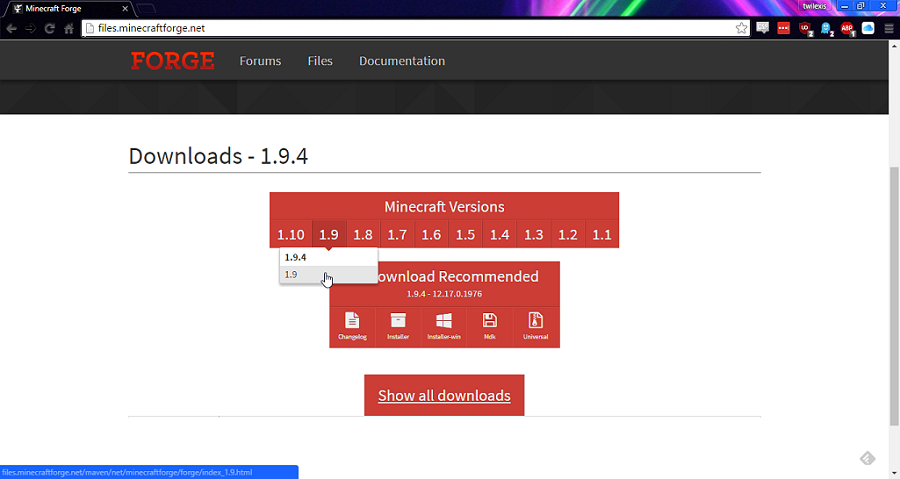 Minecraft Forge
twilexis
files.minecraftforge.net
FORGE Forums Files Documentation
Downloads - 1.9.4
Minecraft Versions
1.10 1.9 1.8 1.7 1.6 1.5 1.4 1.3 1.2 1.1
1.9.4
1.9
ownload Recommended
1.9.4 - 12.17.0.1976
Changelog Installer Installer-win Mdk Universal
Show all downloads
files.minecraftforge.net/maven/net/minecraftforge/forge/index_1.9.html